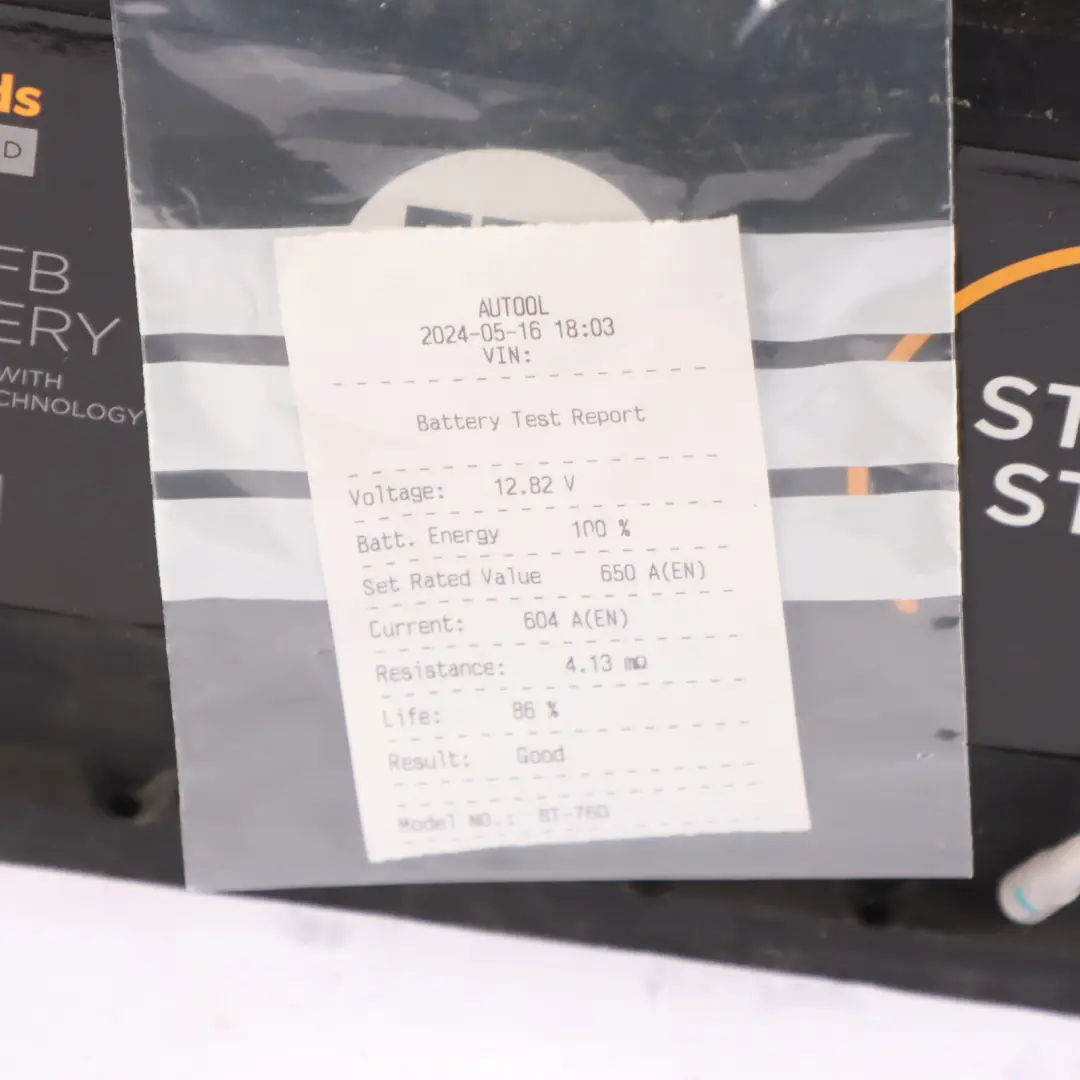 ds
D
EB
ERY
WITH
CHNOLOGY
AUTOOL
2024-05-16 18:03
VIN:
Battery Test Report
Voltage: 12.82 V
Batt. Energy 100 %
Set Rated Value 650 A(EN)
Current: 604 A(EN)
Resistance: 4.13 mΩ
Life: 86 %
Result: Good
Model NO.: BT-760
ST
ST